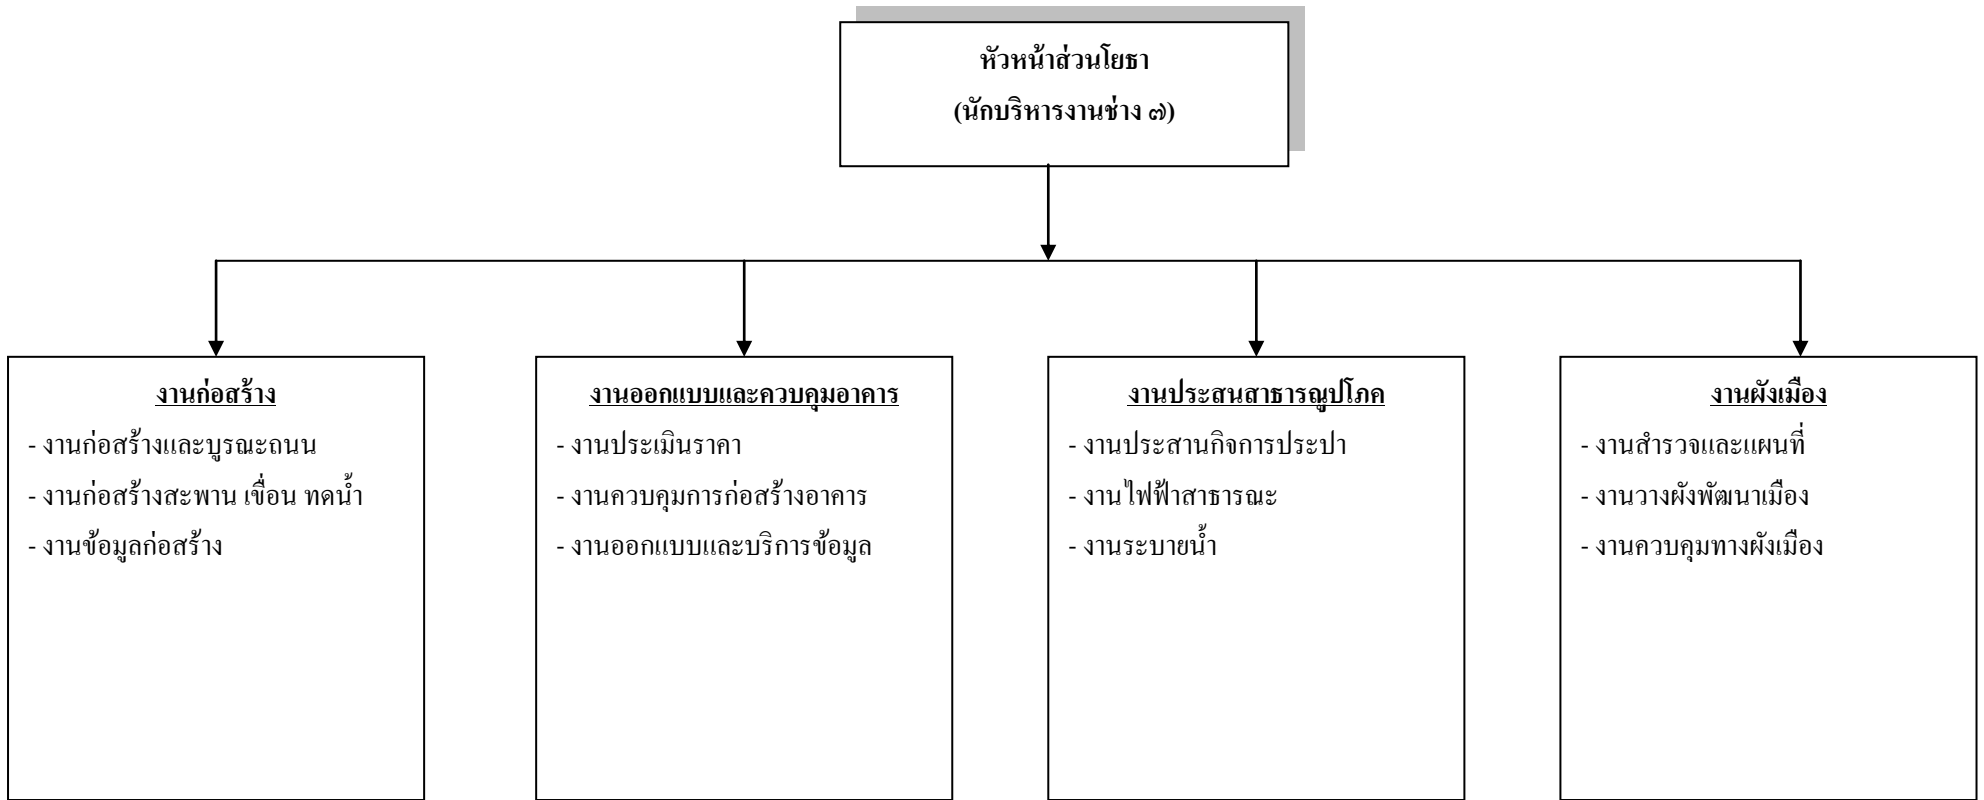 หัวหน้าส่วนโยธา
(นักบริหารงานช่าง ๗)
งานก่อสร้าง
- งานก่อสร้างและบูรณะถนน
- งานก่อสร้างสะพาน เขื่อน ทดน้ำ
- งานข้อมูลก่อสร้าง
งานออกแบบและควบคุมอาคาร
- งานประเมินราคา
- งานควบคุมการก่อสร้างอาคาร
- งานออกแบบและบริการข้อมูล
งานประสนสาธารณูปโภค
- งานประสานกิจการประปา
- งานไฟฟ้าสาธารณะ
- งานระบายน้ำ
งานผังเมือง
- งานสำรวจและแผนที่
- งานวางผังพัฒนาเมือง
- งานควบคุมทางผังเมือง